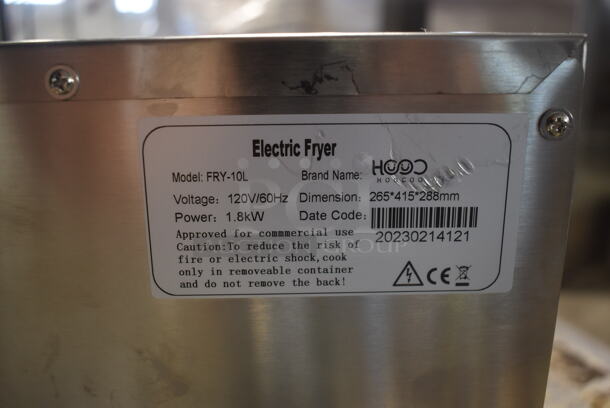 Electric Fryer
Model: FRY-10L Brand Name: HOOCOO
Voltage: 120V/60Hz Dimension: 265*415*288mm
Power: 1.8kW Date Code:
20230214121
Approved for commmercial use
Caution:To reduce the risk of
fire or electric shock,cook
only in removeable container
and do not remove the back!
CE